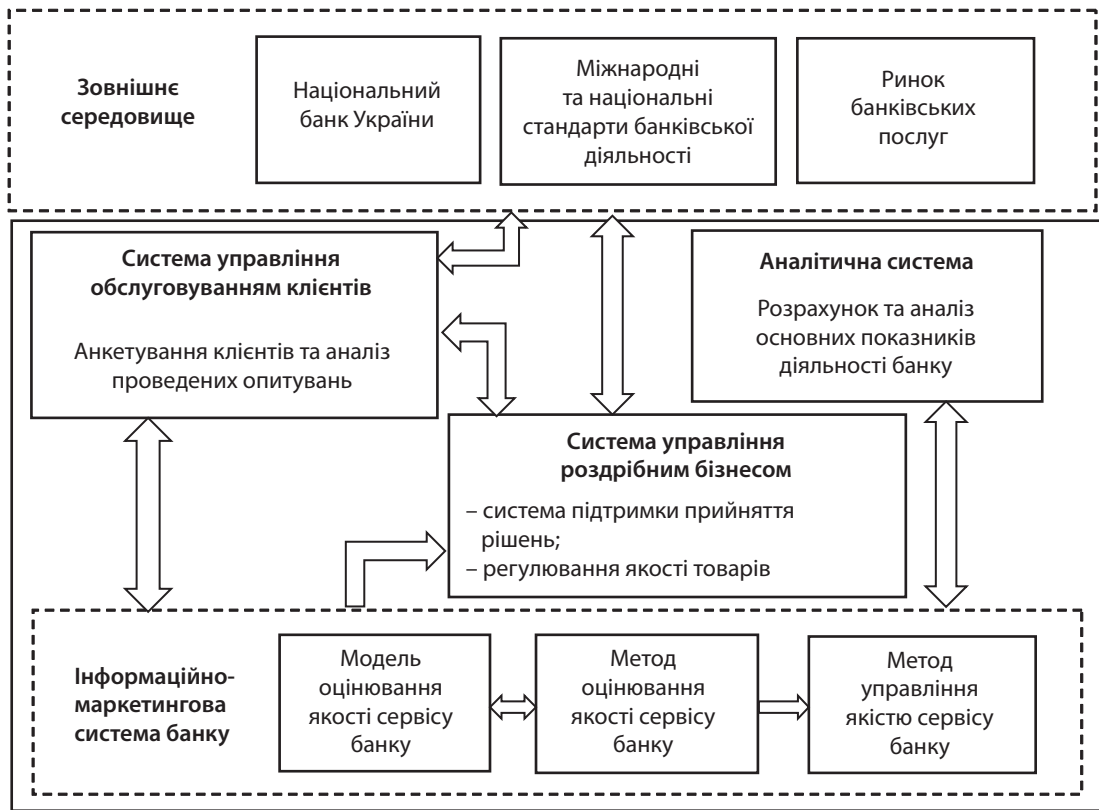 Зовнішнє
середовище
Національний
банк України
Міжнародні
та національні
стандарти банківської
діяльності
Ринок
банківських
послуг
Система управління
обслуговуванням клієнтів
Анкетування клієнтів та аналіз
проведених опитувань
Аналітична система
Розрахунок та аналіз
основних показників
діяльності банку
Система управління
роздрібним бізнесом
– система підтримки прийняття
рішень;
– регулювання якості товарів
Інформаційно-
маркетингова
система банку
Модель
оцінювання
якості сервісу
банку
Метод
оцінювання
якості сервісу
банку
Метод
управління
якістю сервісу
банку